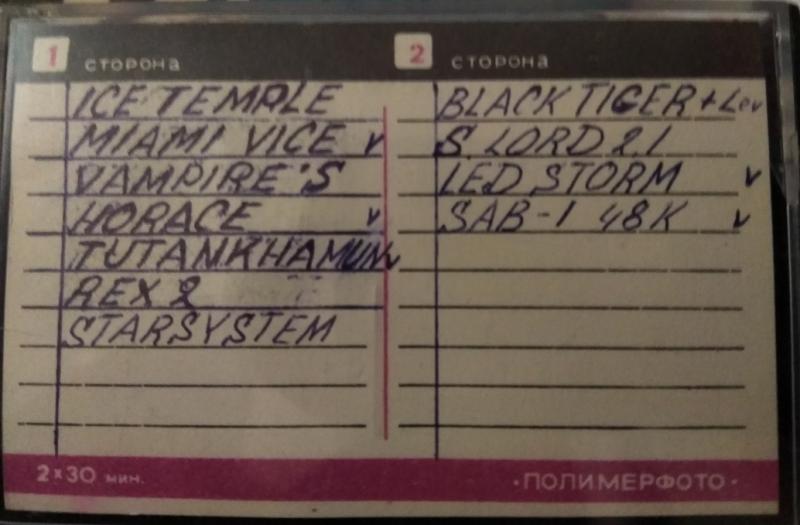 1 сторона
ICE TEMPLE
MIAMI VICE v
VAMPIRE'S
HORACE v
TUTANKHAMUN v
REX 2
STARSYSTEM
2 × 30 мин.
2 сторона
BLACK TIGER + Lev
S. LORD 2.1
LED STORM v
SAB-1 48K v
·ПОЛИМЕРФОТО·